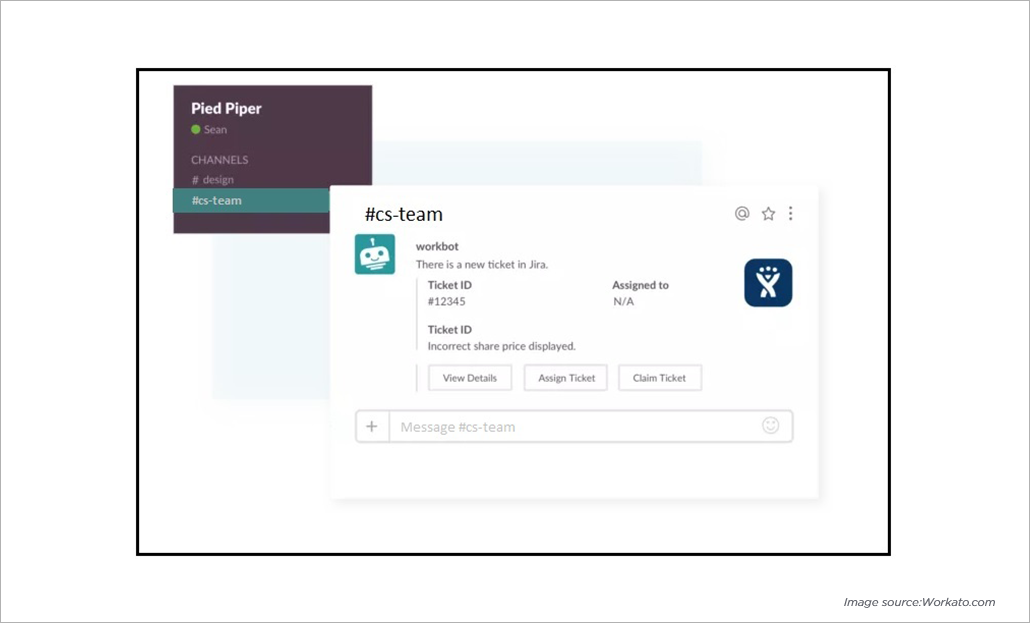 Pied Piper
Sean
CHANNELS
# design
#cs-team
#cs-team
workbot
There is a new ticket in Jira.
Ticket ID
Assigned to
#12345
N/A
Ticket ID
Incorrect share price displayed.
View Details
Assign Ticket
Claim Ticket
+
Message #cs-team
Image source:Workato.com